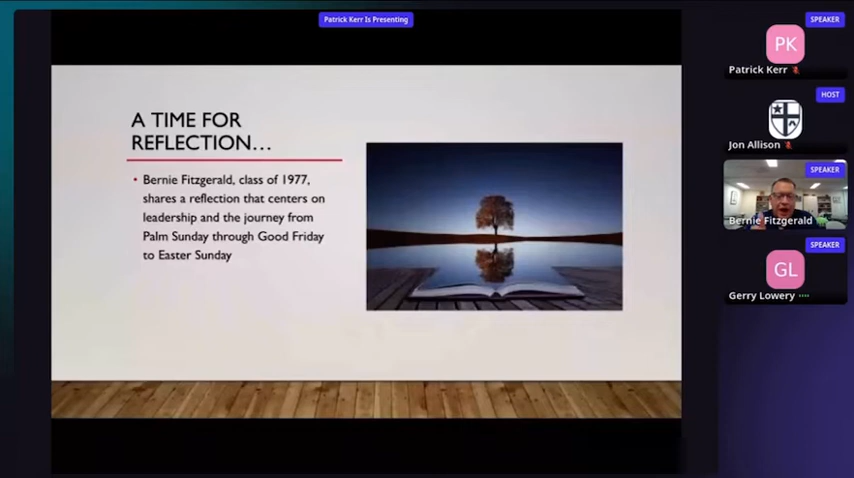 Patrick Kerr Is Presenting
A TIME FOR
REFLECTION…
• Bernie Fitzgerald, class of 1977,
shares a reflection that centers on
leadership and the journey from
Palm Sunday through Good Friday
to Easter Sunday
SPEAKER
PK
Patrick Kerr
HOST
Jon Allison
SPEAKER
Bernie Fitzgerald
SPEAKER
GL
Gerry Lowery